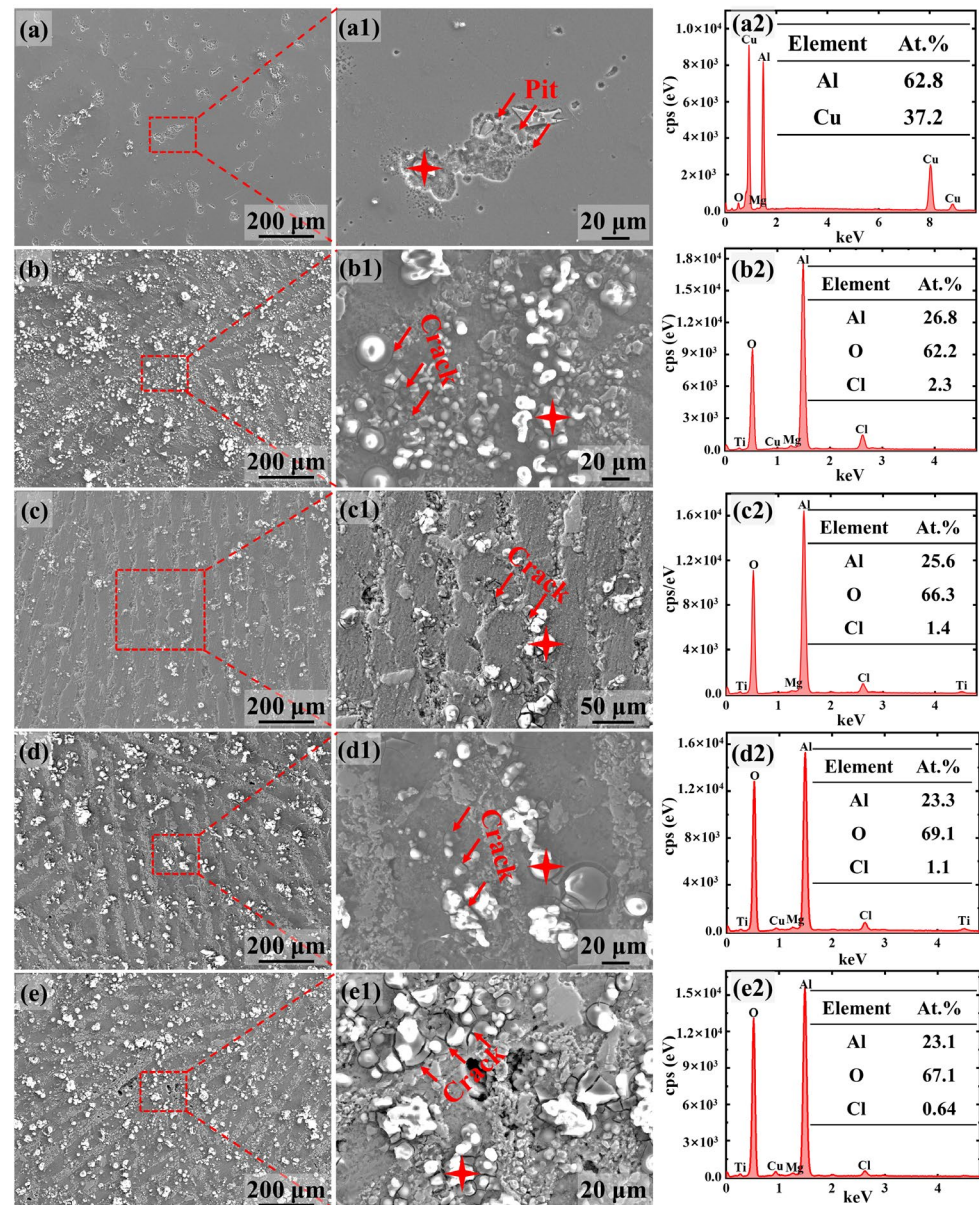 (a)
200 μm
(a1)
Pit
20 μm
(a2)
1.0×10⁴
8×10³
6×10³
4×10³
2×10³
0.0
cps (eV)
Cu
Al
O
Mg
Cu
Cu
Element At.%
Al 62.8
Cu 37.2
0 2 4 6 8
keV
(b)
200 μm
(b1)
Crack
20 μm
(b2)
1.8×10⁴
1.5×10⁴
1.2×10⁴
9×10³
6×10³
3×10³
0.0
cps (eV)
Al
O
Ti
Cu
Mg
Cl
Element At.%
Al 26.8
O 62.2
Cl 2.3
0 1 2 3 4
keV
(c)
200 μm
(c1)
Crack
50 μm
(c2)
1.6×10⁴
1.2×10⁴
8×10³
4×10³
0.0
cps/eV
Al
O
Ti
Mg
Cl
Ti
Element At.%
Al 25.6
O 66.3
Cl 1.4
0 1 2 3 4
keV
(d)
200 μm
(d1)
Crack
20 μm
(d2)
1.6×10⁴
1.2×10⁴
8×10³
4×10³
0.0
cps (eV)
Al
O
Ti
Cu
Mg
Cl
Ti
Element At.%
Al 23.3
O 69.1
Cl 1.1
0 1 2 3 4
keV
(e)
200 μm
(e1)
Crack
20 μm
(e2)
1.5×10⁴
1.2×10⁴
9×10³
6×10³
3×10³
0.0
cps (eV)
Al
O
Ti
Cu
Mg
Cl
Element At.%
Al 23.1
O 67.1
Cl 0.64
0 2 4
keV